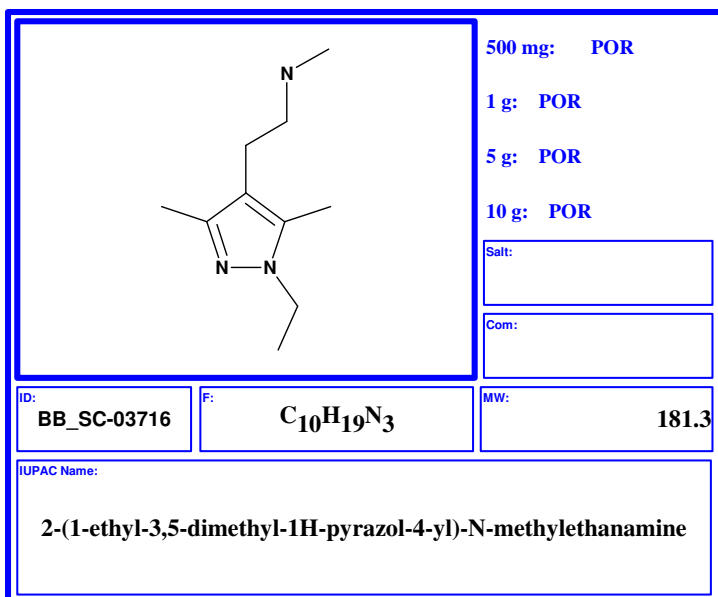 500 mg: POR
1 g: POR
5 g: POR
10 g: POR
N
N N
Salt:
Com:
ID:
BB_SC-03716
F:
C₁₀H₁₉N₃
MW:
181.3
IUPAC Name:
2-(1-ethyl-3,5-dimethyl-1H-pyrazol-4-yl)-N-methylethanamine